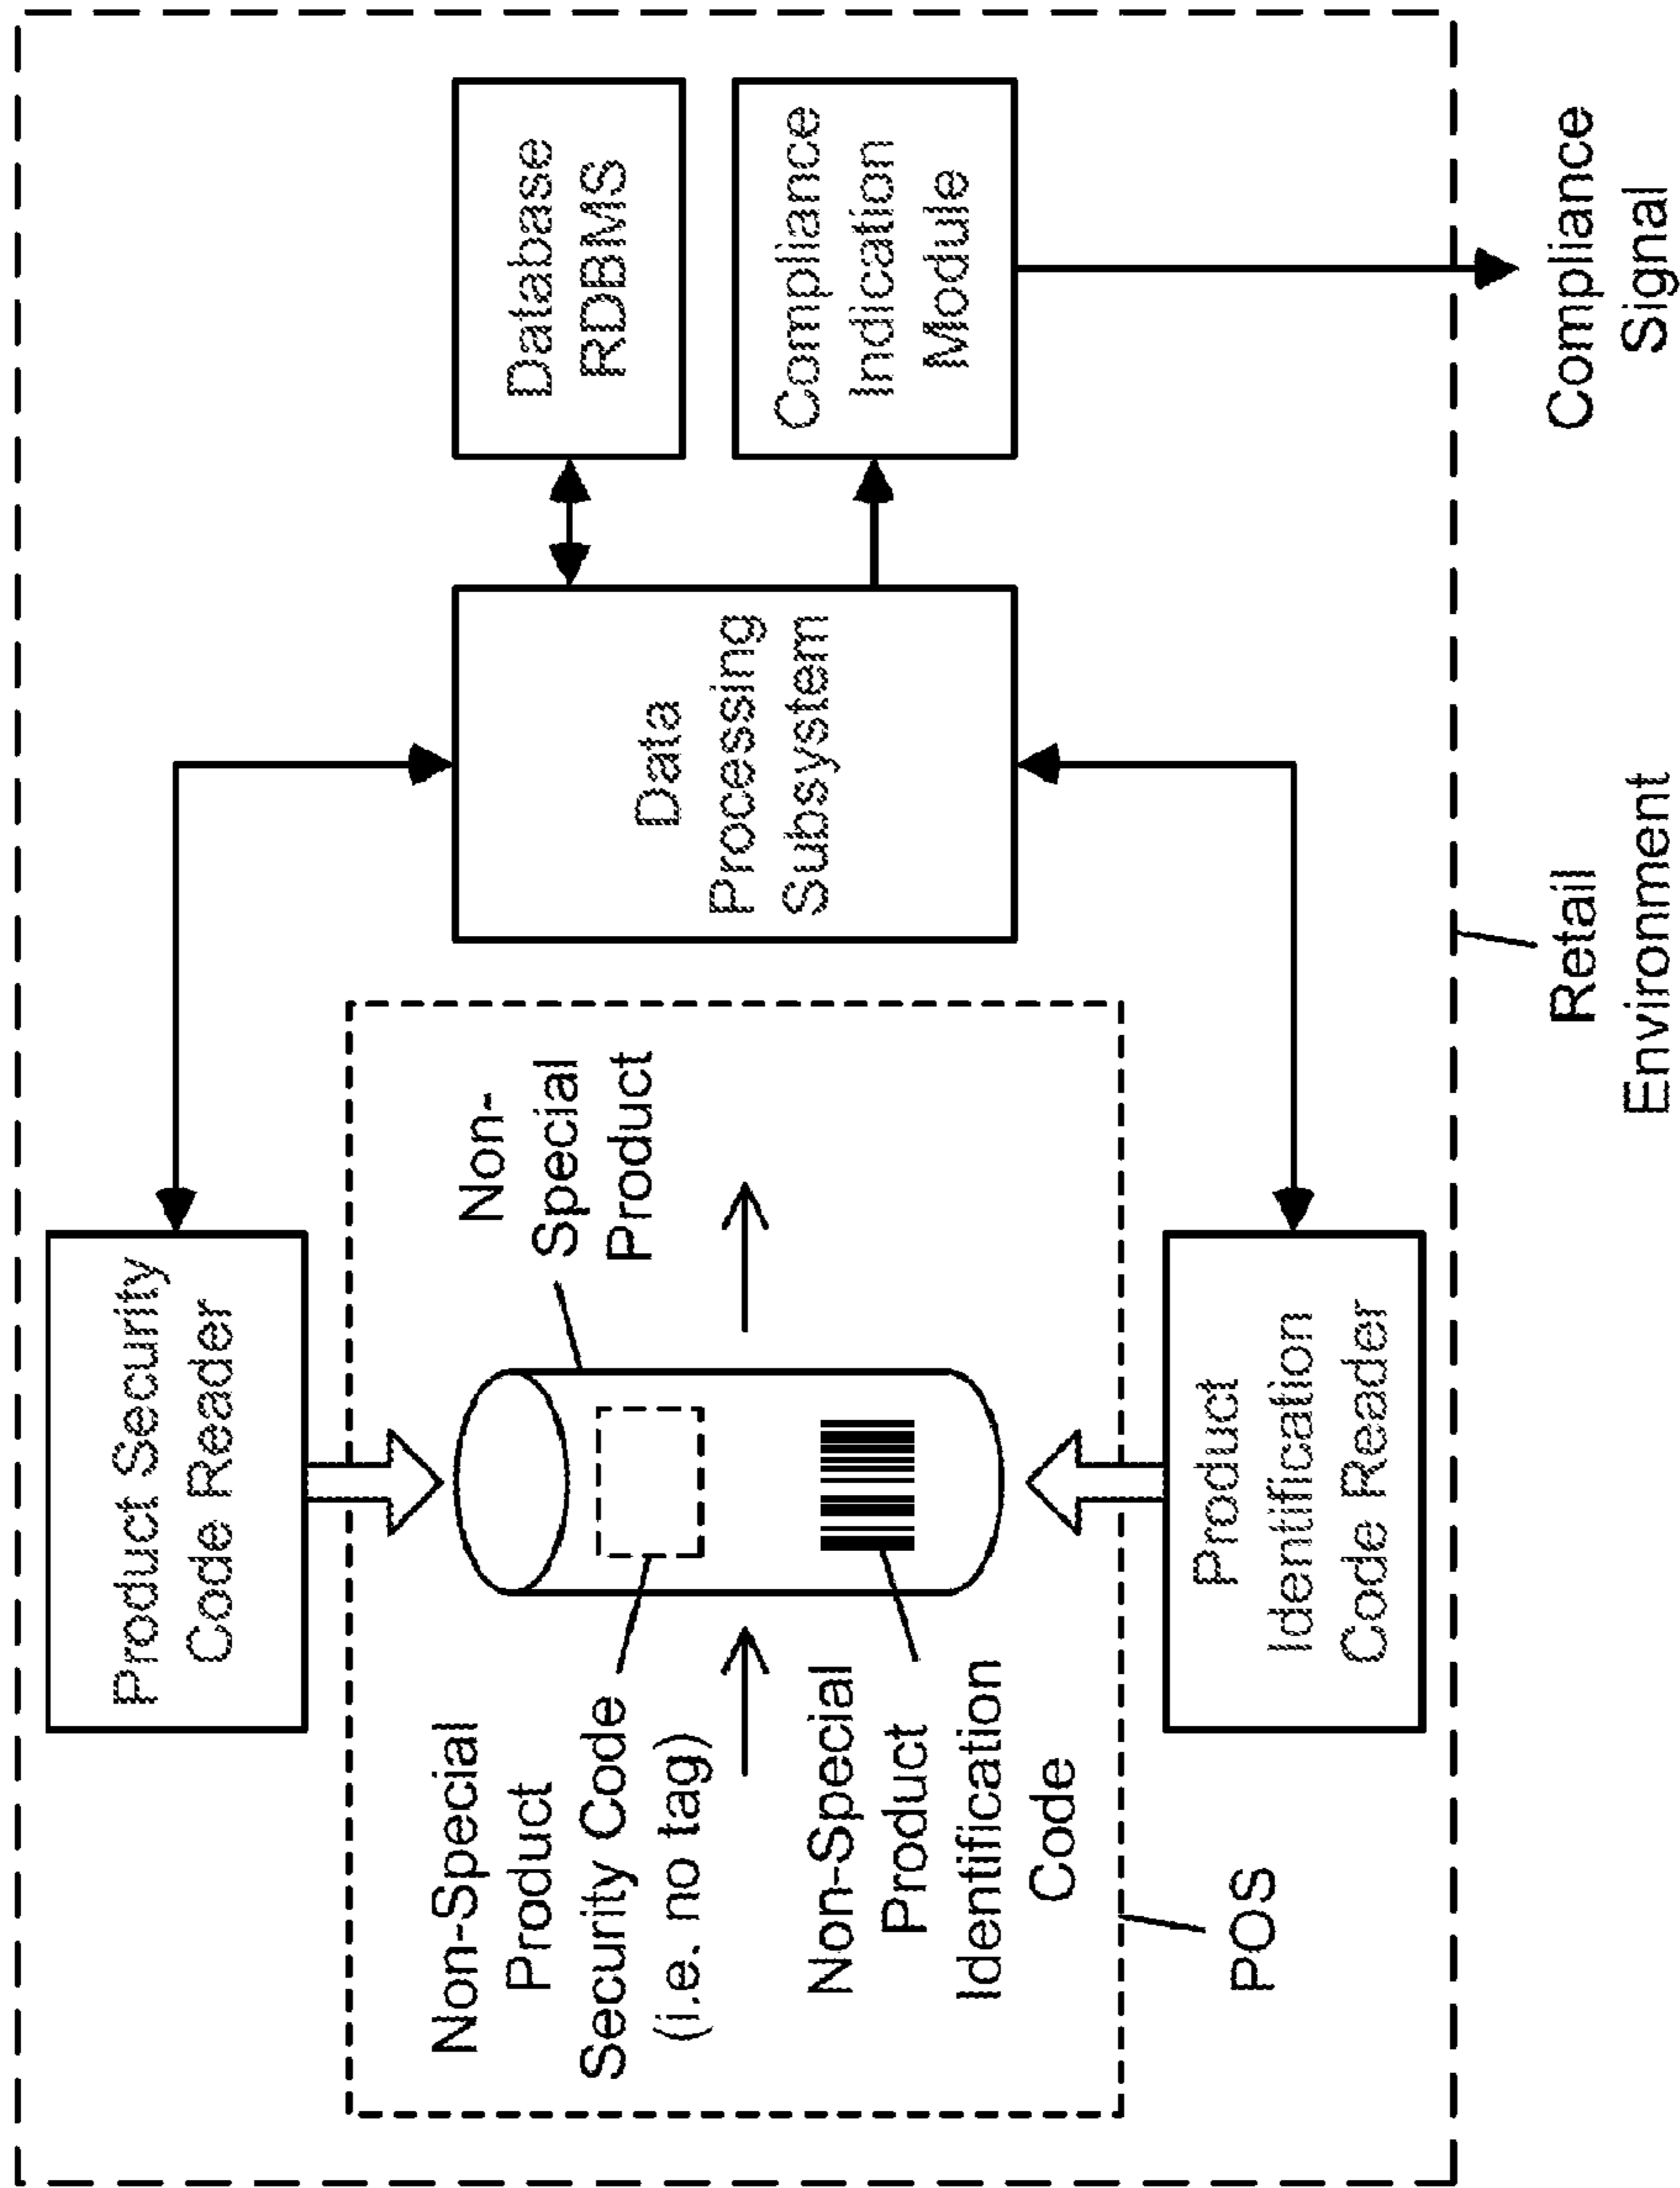 Product Security
Code Reader
Non-Special
Product
Security Code
(i.e. no tag)
Non-
Special
Product
Non-Special
Product
Identification
Code
POS
Product
Identification
Code Reader
Data
Processing
Subsystem
Database
RDBMS
Compliance
Indication
Module
Retail
Environment
Compliance
Signal